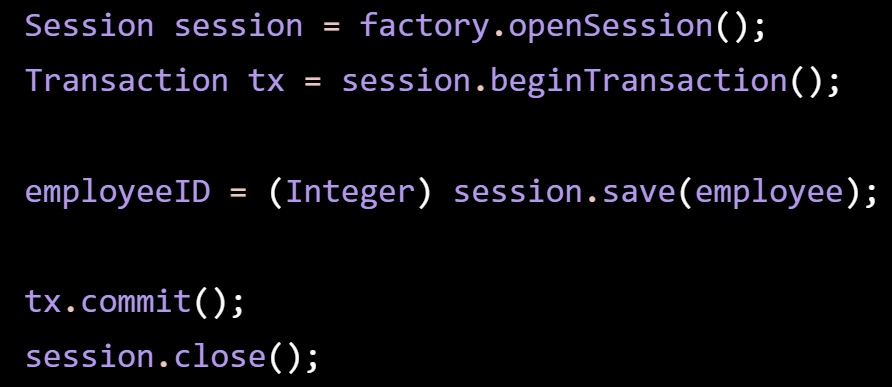 Session session = factory.openSession();
Transaction tx = session.beginTransaction();
employeeID = (Integer) session.save(employee);
tx.commit();
session.close();